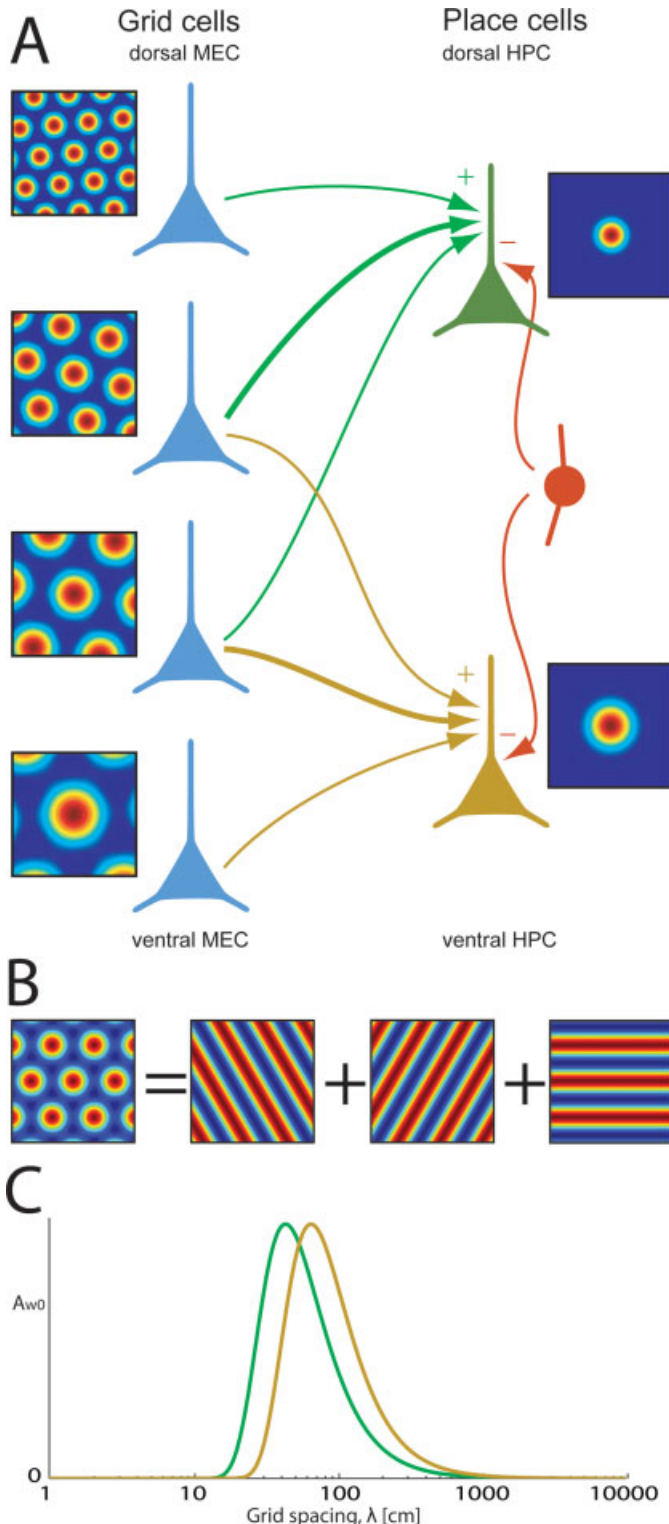 A
Grid cells
dorsal MEC
Place cells
dorsal HPC
+
−
+
−
ventral MEC
ventral HPC
B
= + +
C
Aw0
0
1
10
100
1000
10000
Grid spacing, λ [cm]